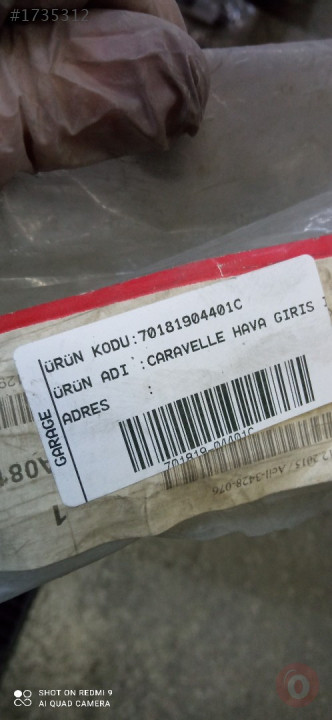 #1735312
ÜRÜN KODU:70181904401C
ÜRÜN ADI :CARAVELLE HAVA GIRIS
ADRES :
GARAGE
701819-04401C
1
SHOT ON REDMI 9
AI QUAD CAMERA